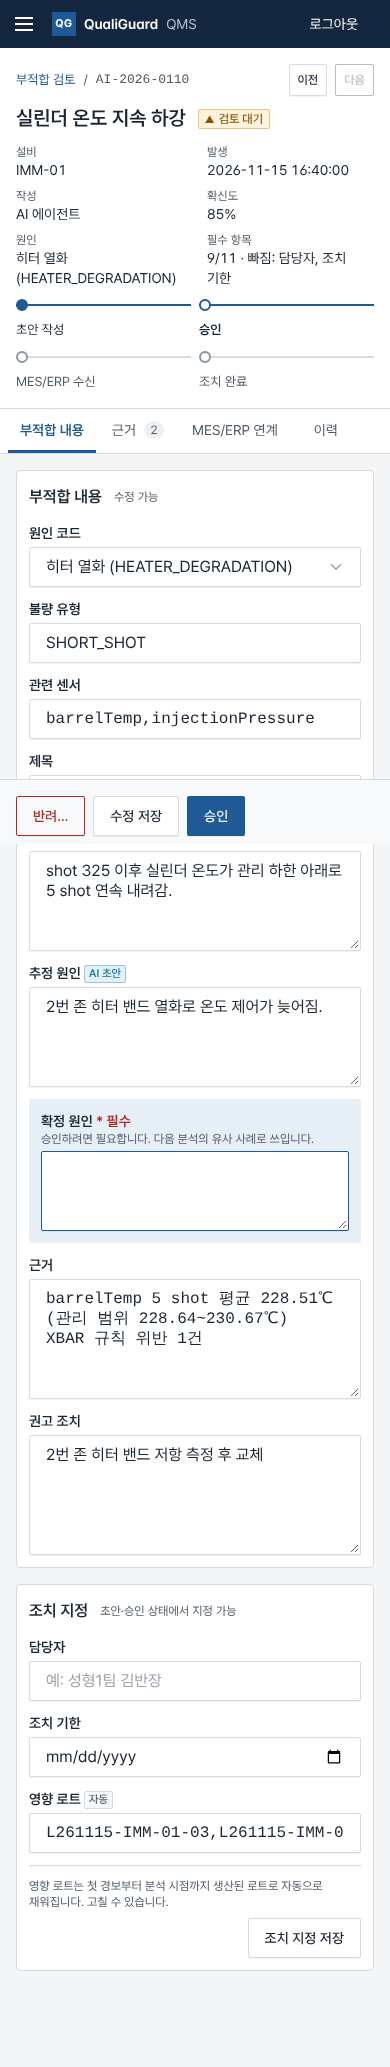 QG QualiGuard QMS 로그아웃
부적합 검토 / AI-2026-0110 이전 다음
실린더 온도 지속 하강 ▲ 검토 대기
설비 발생
IMM-01 2026-11-15 16:40:00
작성 확신도
AI 에이전트 85%
원인 필수 항목
히터 열화 9/11 · 빠짐: 담당자, 조치
(HEATER_DEGRADATION) 기한
초안 작성 승인
MES/ERP 수신 조치 완료
부적합 내용 근거 2 MES/ERP 연계 이력
부적합 내용 수정 가능
원인 코드
히터 열화 (HEATER_DEGRADATION)
불량 유형
SHORT_SHOT
관련 센서
barrelTemp,injectionPressure
제목
반려... 수정 저장 승인
shot 325 이후 실린더 온도가 관리 하한 아래로
5 shot 연속 내려감.
추정 원인 AI 초안
2번 존 히터 밴드 열화로 온도 제어가 늦어짐.
확정 원인 * 필수
승인하려면 필요합니다. 다음 분석의 유사 사례로 쓰입니다.
근거
barrelTemp 5 shot 평균 228.51℃
(관리 범위 228.64~230.67℃)
XBAR 규칙 위반 1건
권고 조치
2번 존 히터 밴드 저항 측정 후 교체
조치 지정 초안·승인 상태에서 지정 가능
담당자
예: 성형1팀 김반장
조치 기한
mm/dd/yyyy
영향 로트 자동
L261115-IMM-01-03,L261115-IMM-0
영향 로트는 첫 경보부터 분석 시점까지 생산된 로트로 자동으로
채워집니다. 고칠 수 있습니다.
조치 지정 저장